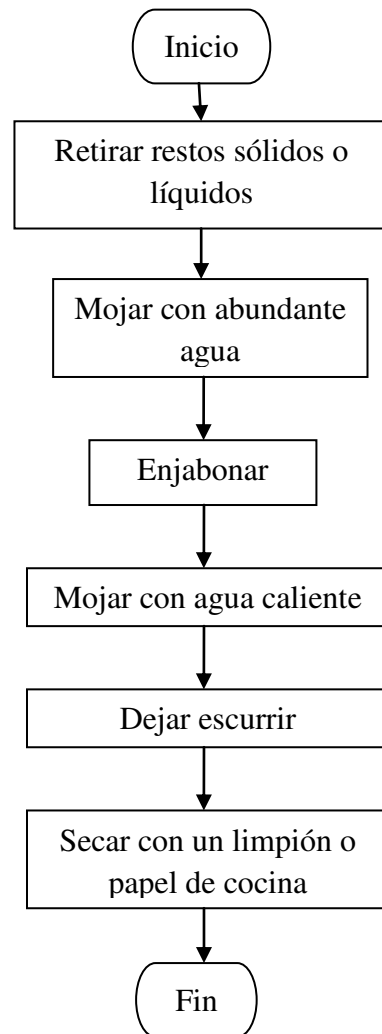 Inicio
Retirar restos sólidos o
líquidos
Mojar con abundante
agua
Enjabonar
Mojar con agua caliente
Dejar escurrir
Secar con un limpión o
papel de cocina
Fin